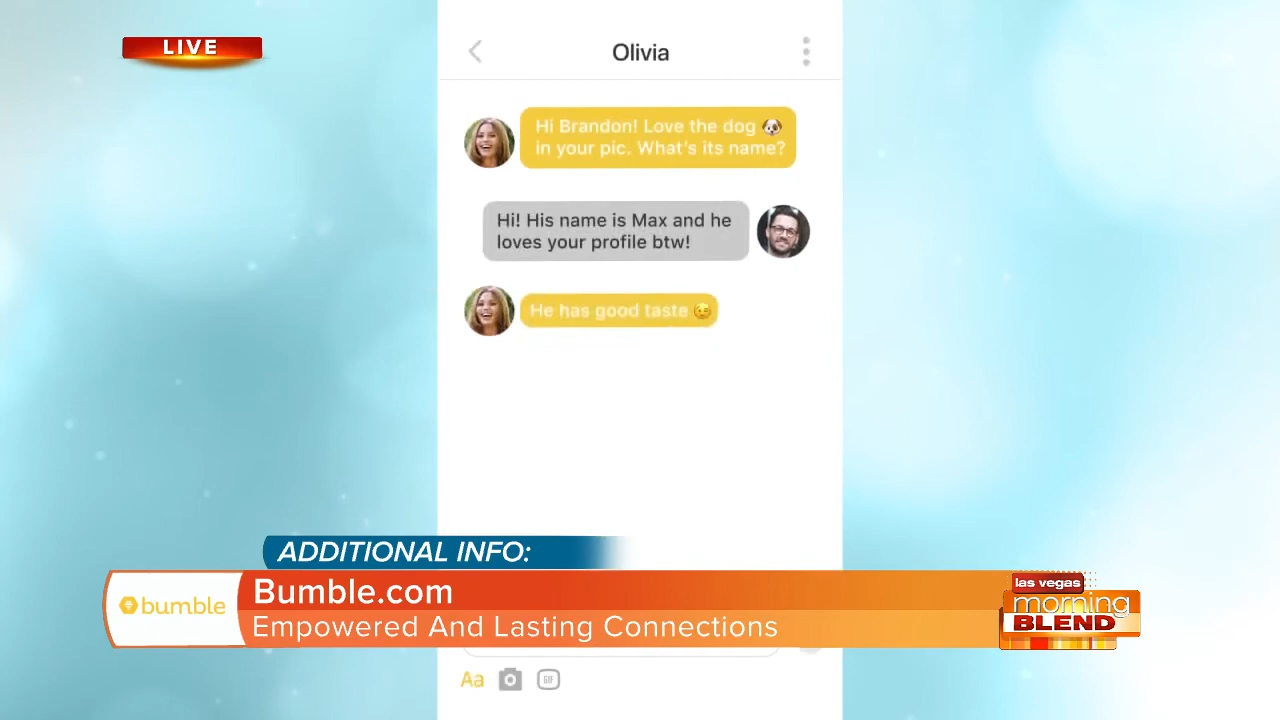 LIVE
Olivia
Hi Brandon! Love the dog 🐶
in your pic. What's its name?
Hi! His name is Max and he
loves your profile btw!
He has good taste 😉
ADDITIONAL INFO:
bumble
Bumble.com
Empowered And Lasting Connections
las vegas
morning
BLEND
Aa
GIF